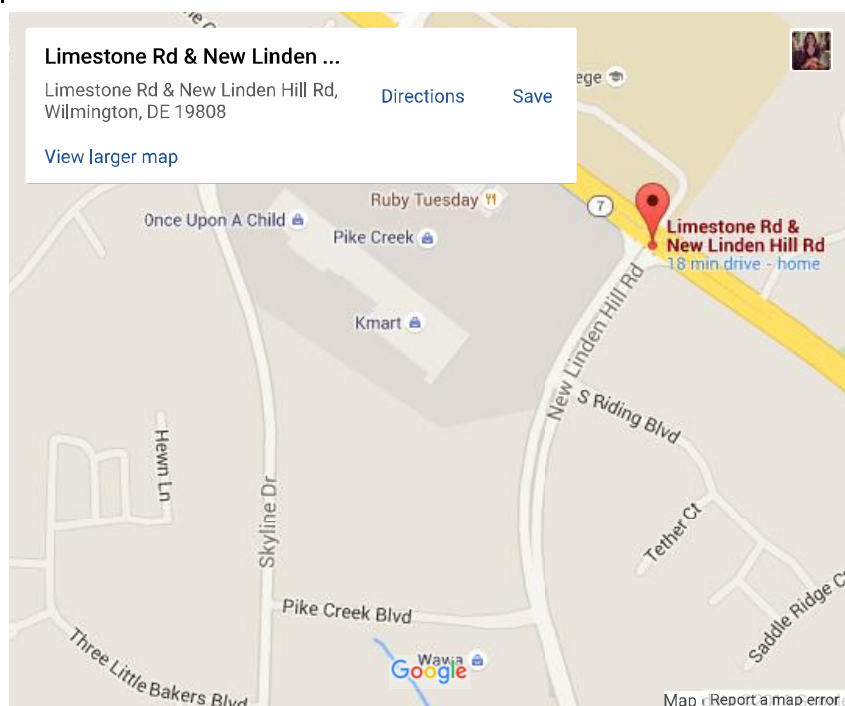 Limestone Rd & New Linden ...
Limestone Rd & New Linden Hill Rd,
Wilmington, DE 19808
Directions
Save
View larger map
ege
Ruby Tuesday
7
Once Upon A Child
Pike Creek
Limestone Rd &
New Linden Hill Rd
18 min drive - home
Kmart
New Linden Hill Rd
S Riding Blvd
Hewn Ln
Skyline Dr
Tether Ct
Pike Creek Blvd
Saddle Ridge
Three Little Bakers Blvd
Wawa
Google
Map
Report a map error